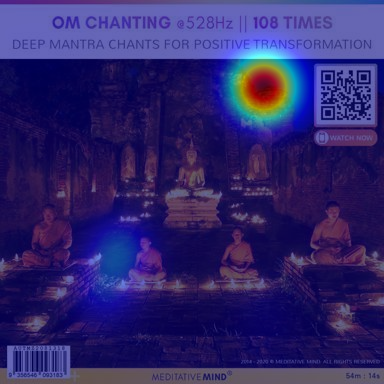 OM CHANTING @528Hz || 108 TIMES
DEEP MANTRA CHANTS FOR POSITIVE TRANSFORMATION
WATCH NOW
MEDITATIVE MIND®
54m : 14s